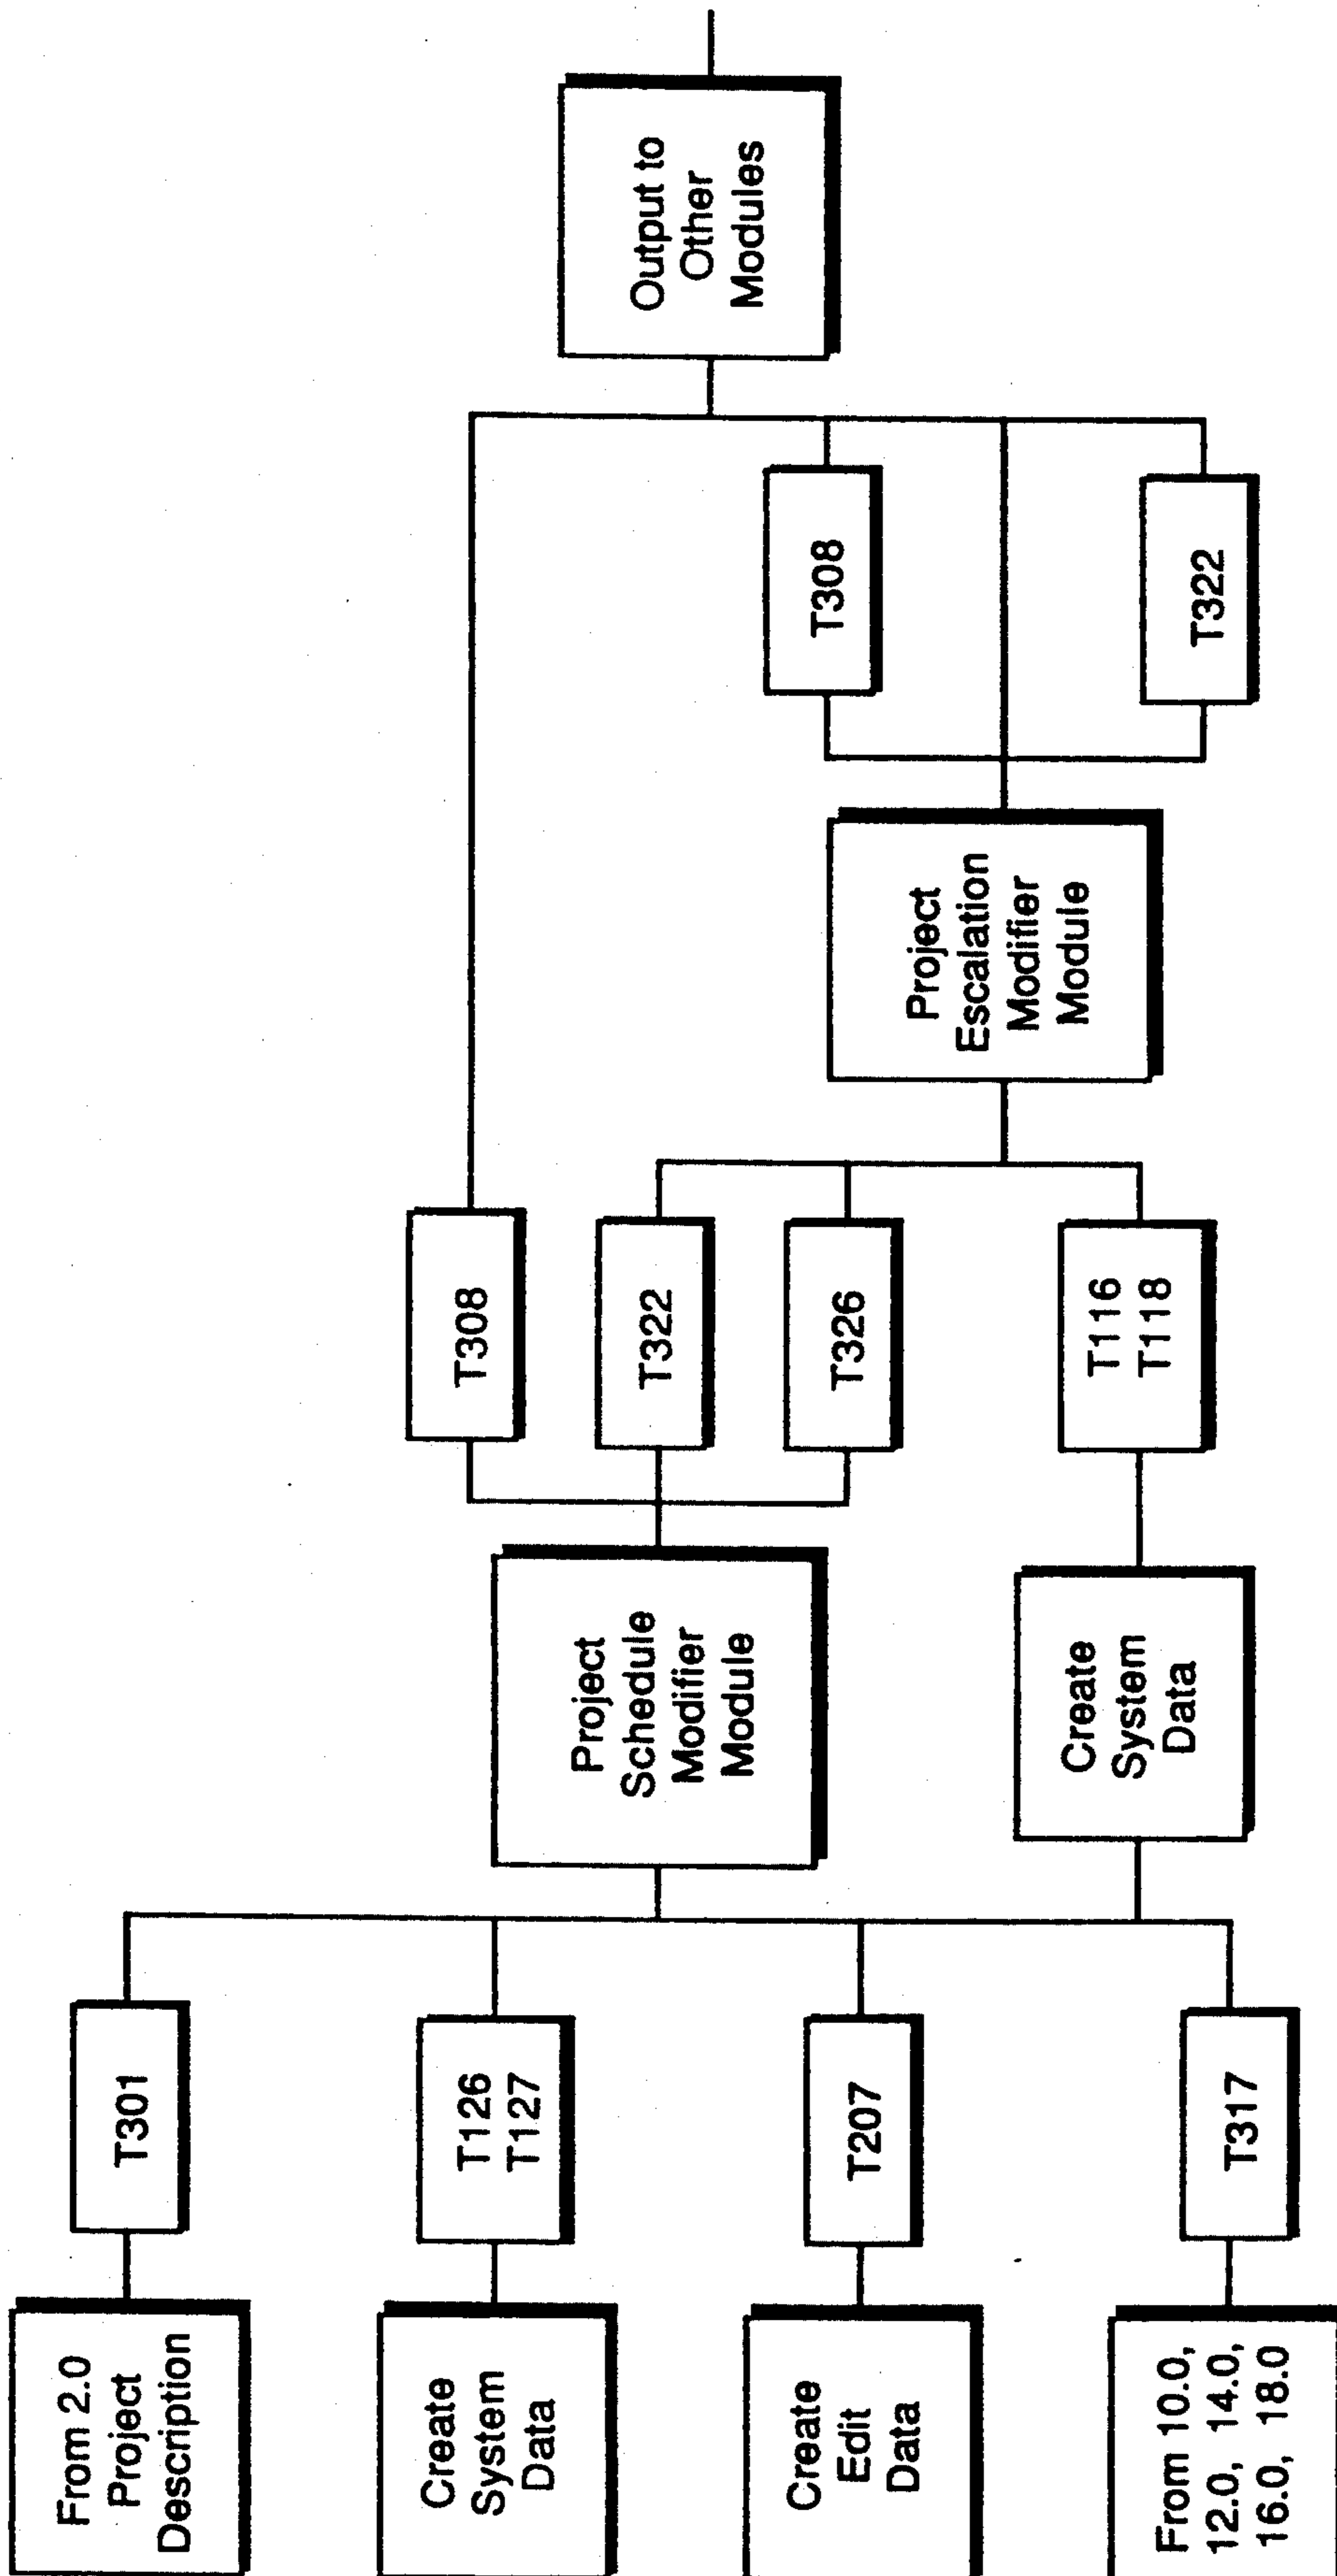 From 2.0
Project
Description
T301
Create
System
Data
T126
T127
Create
Edit
Data
T207
From 10.0,
12.0, 14.0,
16.0, 18.0
T317
Project
Schedule
Modifier
Module
Create
System
Data
T308
T322
T326
T116
T118
Project
Escalation
Modifier
Module
T308
T322
Output to
Other
Modules